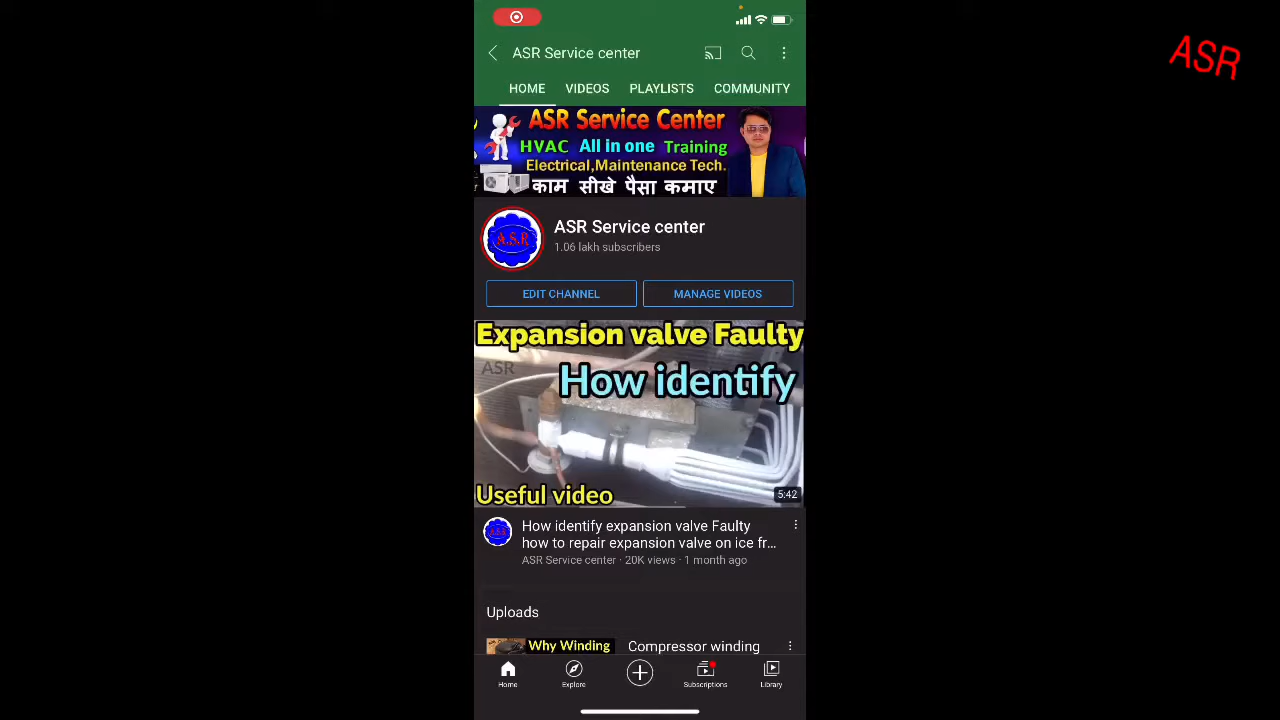 ASR
ASR Service center
HOME VIDEOS PLAYLISTS COMMUNITY
ASR Service Center
HVAC All in one Training
Electrical,Maintenance Tech.
काम सीखे पैसा कमाए
A.S.R
ASR Service center
1.06 lakh subscribers
EDIT CHANNEL MANAGE VIDEOS
Expansion valve Faulty
ASR
How identify
Useful video
5:42
How identify expansion valve Faulty
how to repair expansion valve on ice fr...
ASR Service center · 20K views · 1 month ago
Uploads
Why Winding
Compressor winding
Home Explore Subscriptions Library